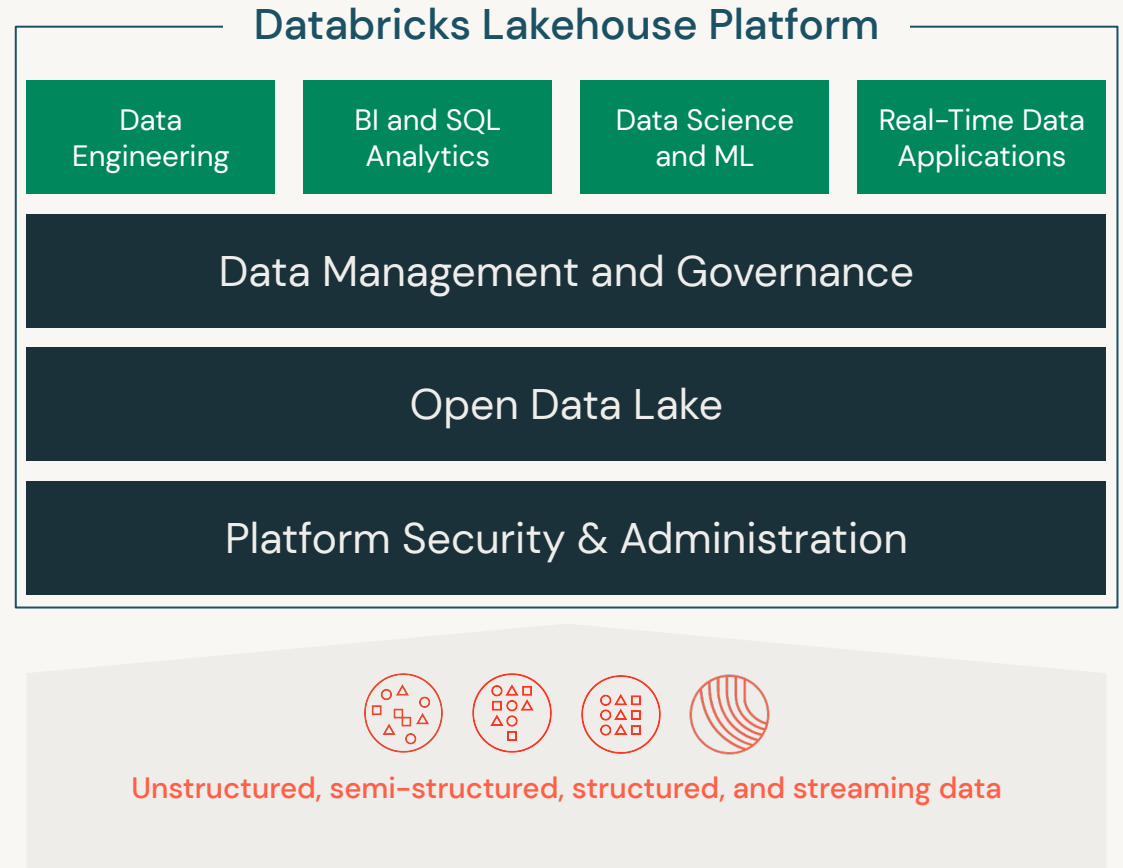 Databricks Lakehouse Platform
Data
Engineering
BI and SQL
Analytics
Data Science
and ML
Real-Time Data
Applications
Data Management and Governance
Open Data Lake
Platform Security & Administration
Unstructured, semi-structured, structured, and streaming data